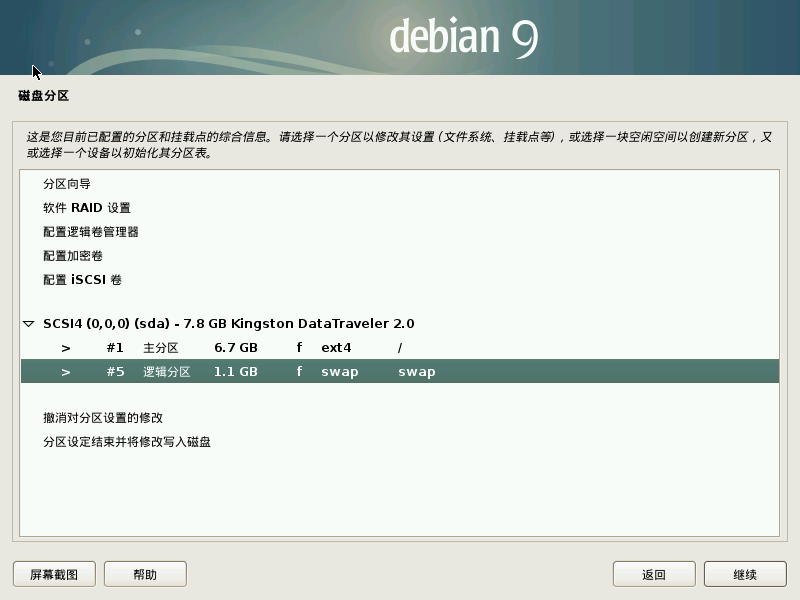 debian 9
磁盘分区
这是您目前已配置的分区和挂载点的综合信息。请选择一个分区以修改其设置 (文件系统、挂载点等)，或选择一块空闲空间以创建新分区，又
或选择一个设备以初始化其分区表。
分区向导
软件 RAID 设置
配置逻辑卷管理器
配置加密卷
配置 iSCSI 卷
SCSI4 (0,0,0) (sda) - 7.8 GB Kingston DataTraveler 2.0
> #1 主分区 6.7 GB f ext4 /
> #5 逻辑分区 1.1 GB f swap swap
撤消对分区设置的修改
分区设定结束并将修改写入磁盘
屏幕截图 帮助 返回 继续